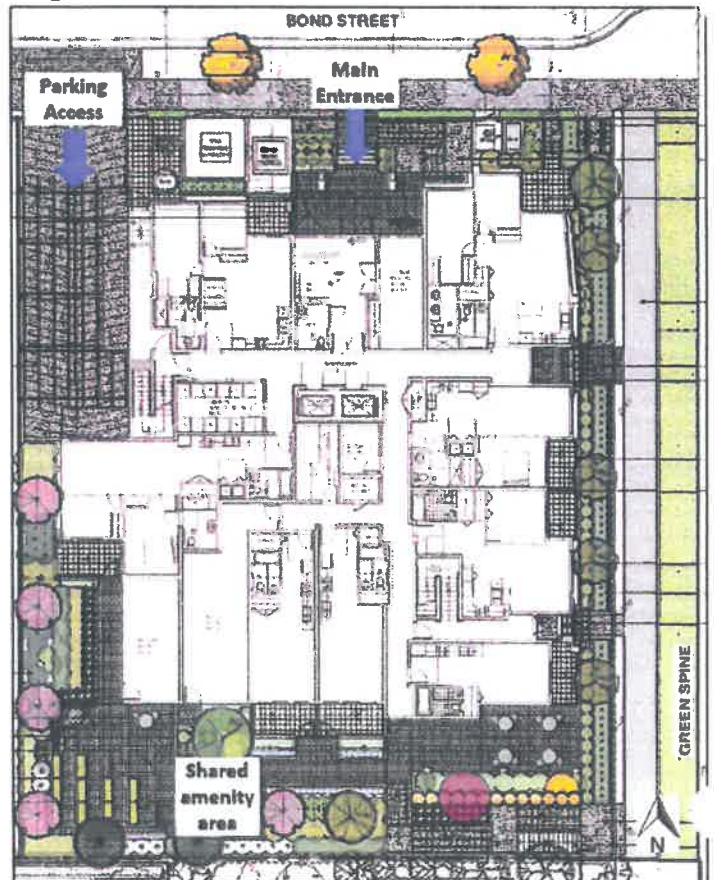 BOND STREET
Parking
Access
Main
Entrance
GREEN SPINE
Shared
amenity
area
N